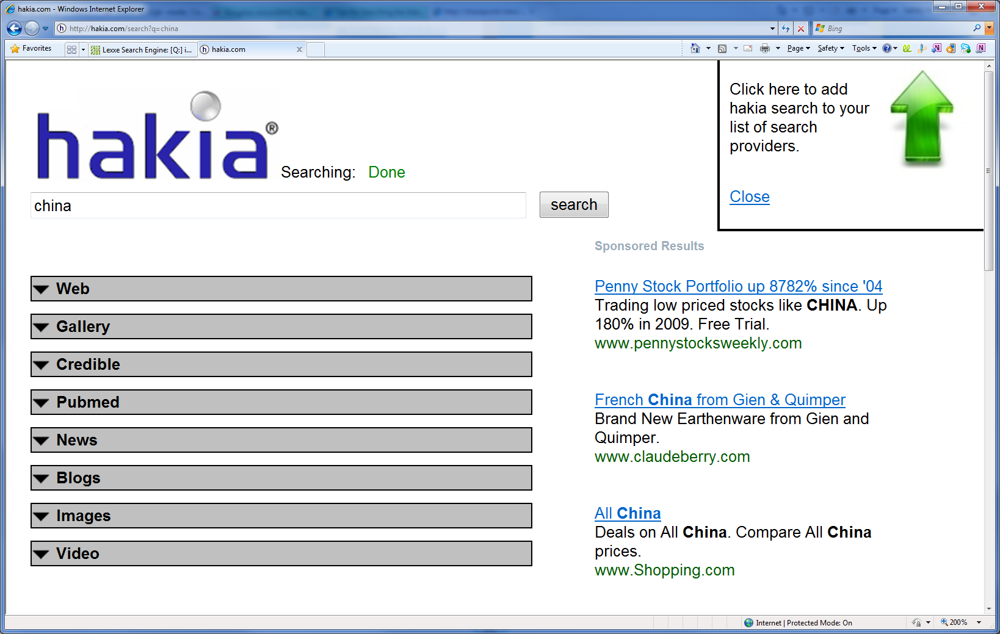 hakia.com - Windows Internet Explorer
http://hakia.com/search?q=china
Bing
Favorites
Lexxe Search Engine: [Q:] i...
hakia.com
Page
Safety
Tools
hakia®
Searching: Done
china
search
Click here to add
hakia search to your
list of search
providers.
Close
Web
Gallery
Credible
Pubmed
News
Blogs
Images
Video
Sponsored Results
Penny Stock Portfolio up 8782% since '04
Trading low priced stocks like CHINA. Up
180% in 2009. Free Trial.
www.pennystocksweekly.com
French China from Gien & Quimper
Brand New Earthenware from Gien and
Quimper.
www.claudeberry.com
All China
Deals on All China. Compare All China
prices.
www.Shopping.com
Internet | Protected Mode: On
200%